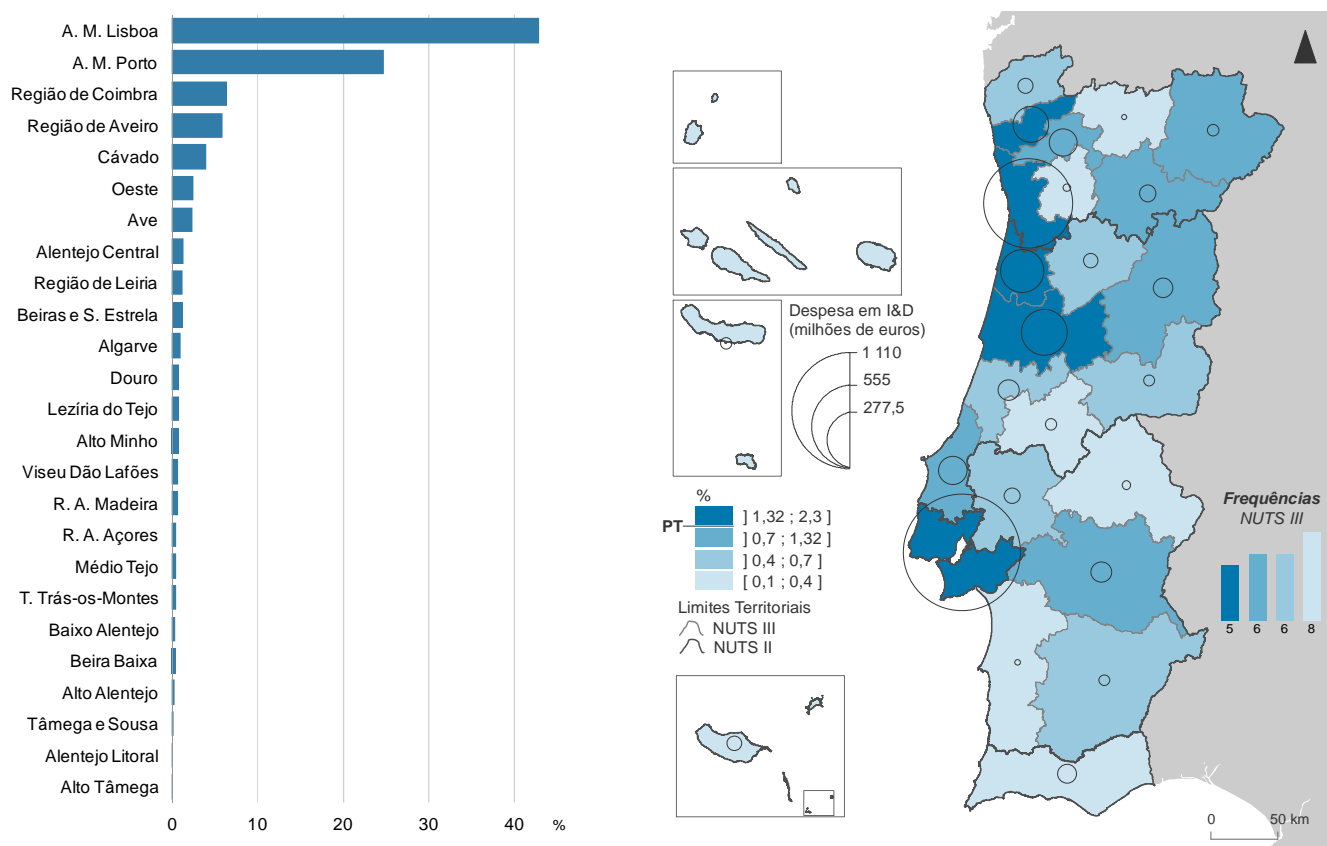 A. M. Lisboa
A. M. Porto
Região de Coimbra
Região de Aveiro
Cávado
Oeste
Ave
Alentejo Central
Região de Leiria
Beiras e S. Estrela
Algarve
Douro
Lezíria do Tejo
Alto Minho
Viseu Dão Lafões
R. A. Madeira
R. A. Açores
Médio Tejo
T. Trás-os-Montes
Baixo Alentejo
Beira Baixa
Alto Alentejo
Tâmega e Sousa
Alentejo Litoral
Alto Tâmega
0 10 20 30 40 %
Despesa em I&D
(milhões de euros)
1 110
555
277,5
%
PT
] 1,32 ; 2,3 ]
] 0,7 ; 1,32 ]
] 0,4 ; 0,7 ]
[ 0,1 ; 0,4 ]
Limites Territoriais
NUTS III
NUTS II
Frequências
NUTS III
5 6 6 8
0 50 km